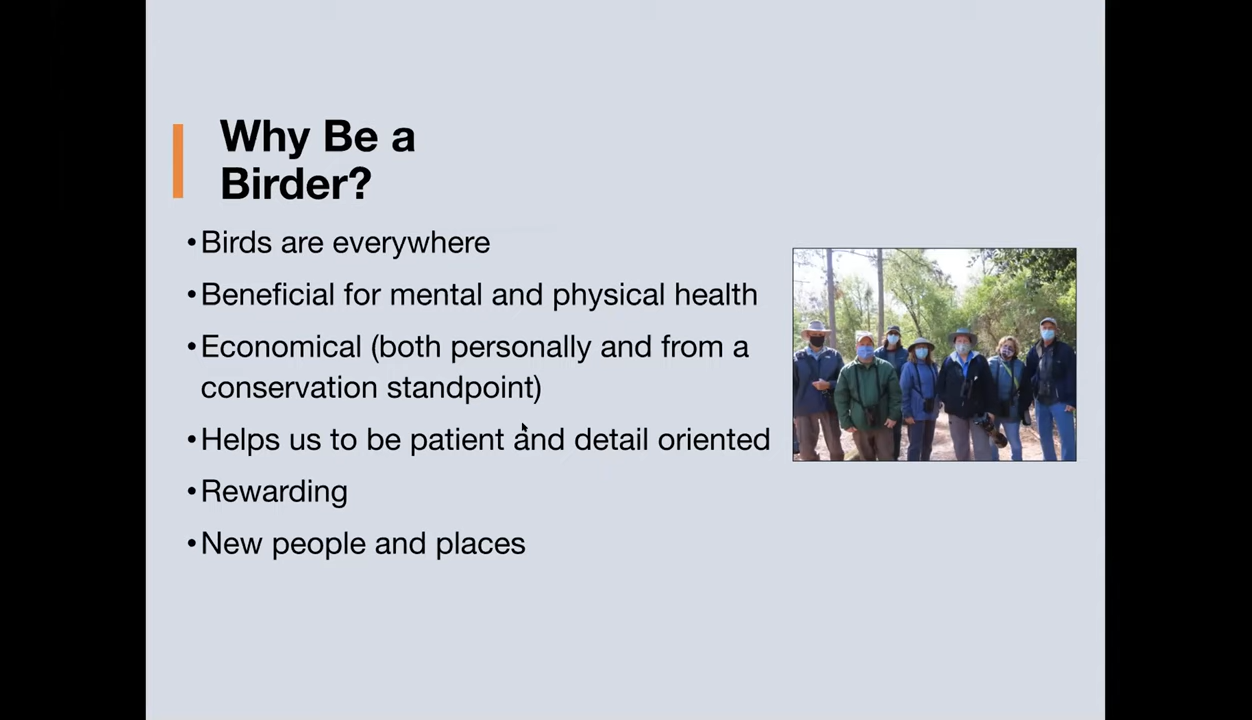 Why Be a
Birder?
•Birds are everywhere
•Beneficial for mental and physical health
•Economical (both personally and from a
conservation standpoint)
•Helps us to be patient and detail oriented
•Rewarding
•New people and places